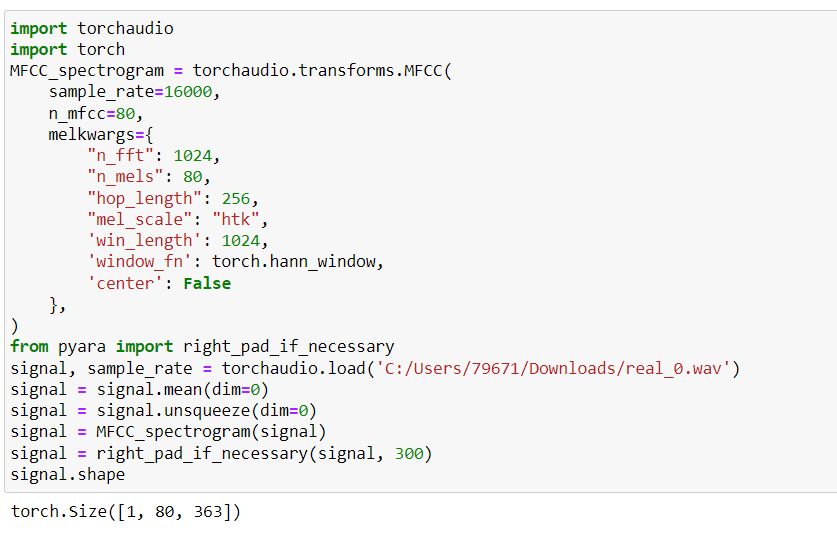 import torchaudio
import torch
MFCC_spectrogram = torchaudio.transforms.MFCC(
    sample_rate=16000,
    n_mfcc=80,
    melkwargs={
        "n_fft": 1024,
        "n_mels": 80,
        "hop_length": 256,
        "mel_scale": "htk",
        'win_length': 1024,
        'window_fn': torch.hann_window,
        'center': False
    },
)
from pyara import right_pad_if_necessary
signal, sample_rate = torchaudio.load('C:/Users/79671/Downloads/real_0.wav')
signal = signal.mean(dim=0)
signal = signal.unsqueeze(dim=0)
signal = MFCC_spectrogram(signal)
signal = right_pad_if_necessary(signal, 300)
signal.shape
torch.Size([1, 80, 363])